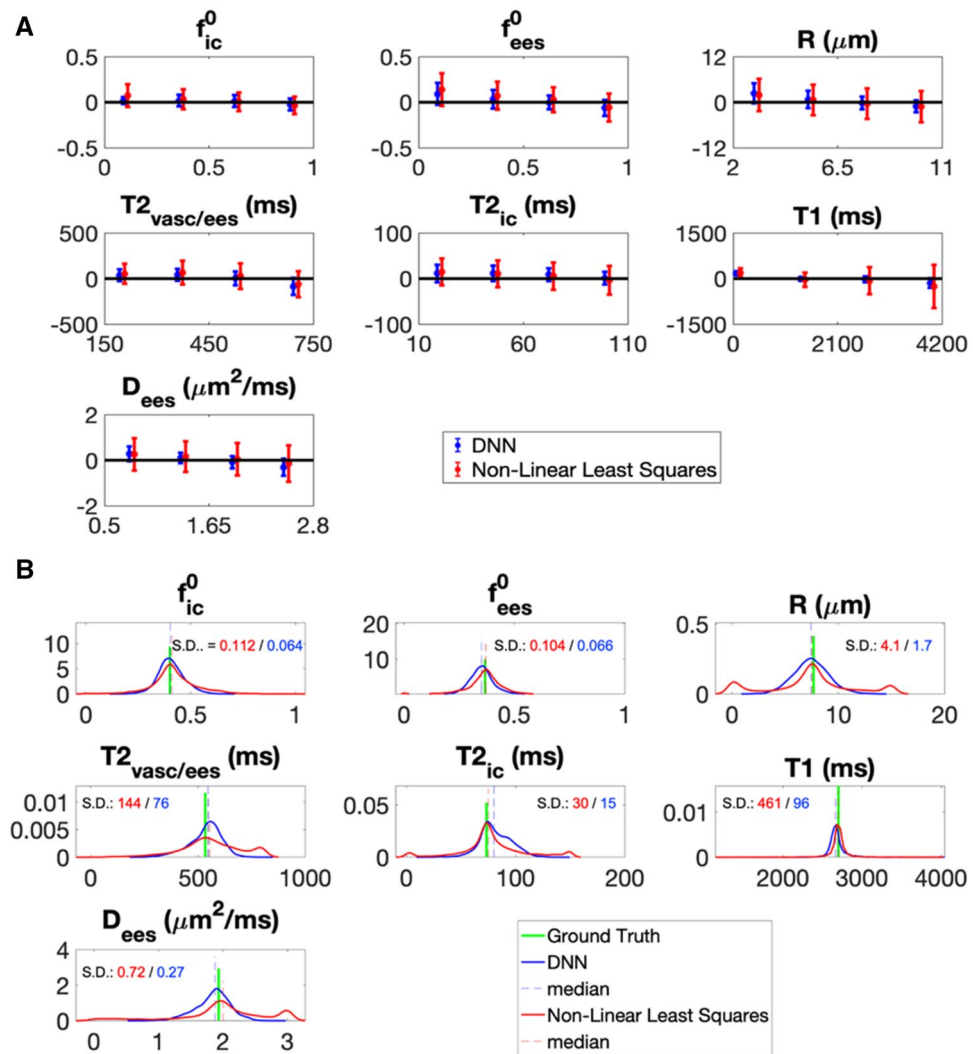 A
f⁰ic
f⁰ees
R (μm)
0.5
0
-0.5
0
0.5
1
0.5
0
-0.5
0
0.5
1
12
0
-12
2
6.5
11
T2vasc/ees (ms)
T2ic (ms)
T1 (ms)
500
0
-500
150
450
750
100
0
-100
10
60
110
1500
0
-1500
0
2100
4200
Dees (μm²/ms)
2
0
-2
0.5
1.65
2.8
DNN
Non-Linear Least Squares
B
f⁰ic
f⁰ees
R (μm)
10
5
0
S.D.. = 0.112 / 0.064
0
0.5
1
20
10
0
S.D. 0.104 / 0.066
0
0.5
1
0.5
0
S.D.: 4.1 / 1.7
0
10
20
T2vasc/ees (ms)
T2ic (ms)
T1 (ms)
0.01
0.005
0
S.D.: 144 / 76
0
500
1000
0.05
0
S.D.: 30 / 15
0
100
200
0.01
0
S.D.: 461 / 96
2000
3000
4000
Dees (μm²/ms)
4
2
0
S.D.: 0.72 / 0.27
0
1
2
3
Ground Truth
DNN
median
Non-Linear Least Squares
median